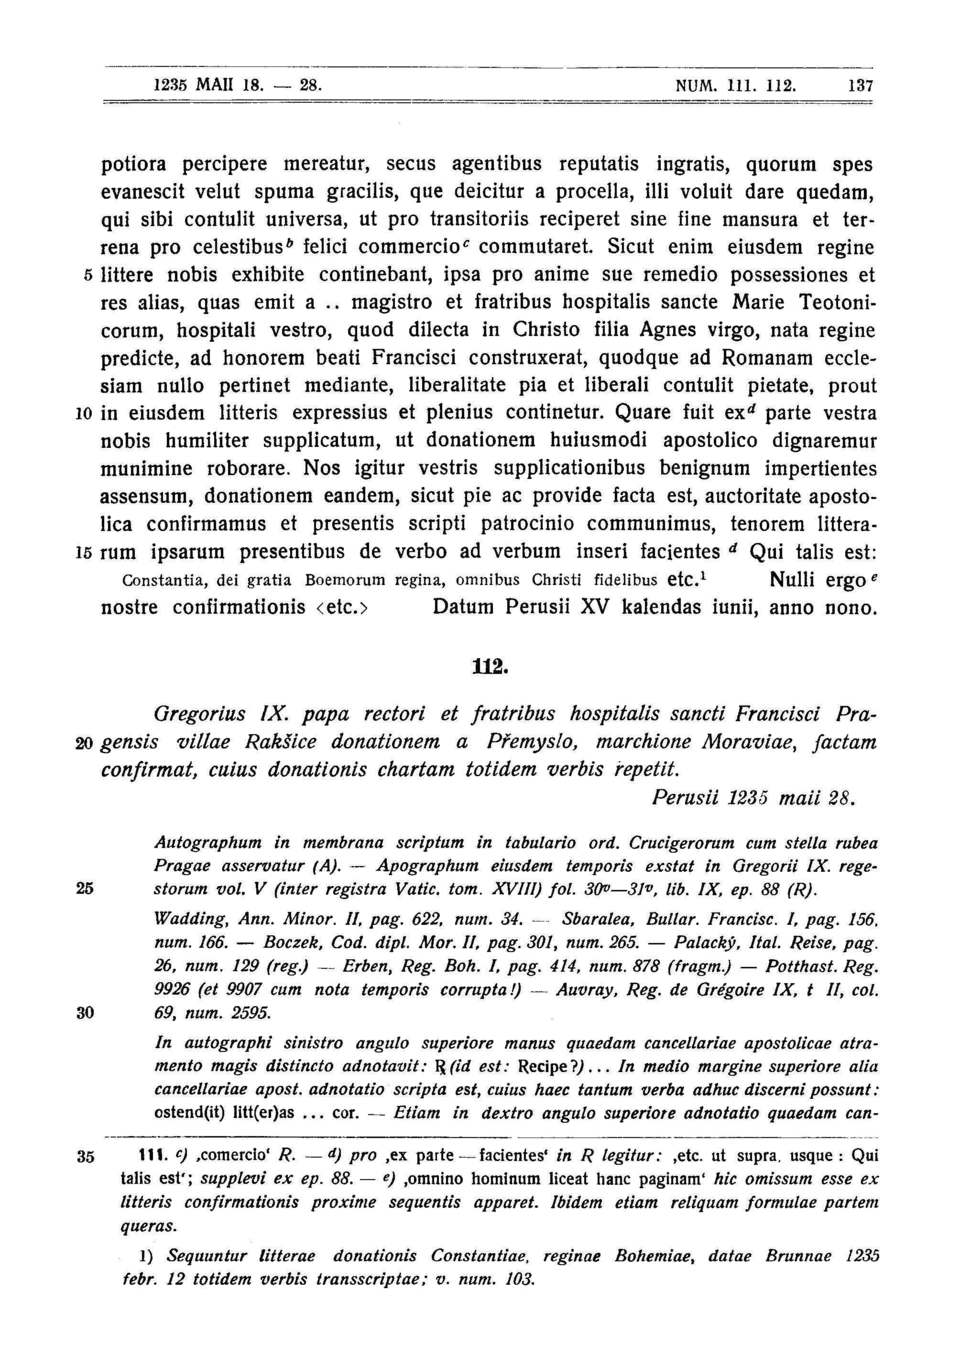 1235 MAII 18. — 28. NUM. 111. 112. 137
potiora percipere mereatur, secus agentibus reputatis ingratis, quorum spes
evanescit velut spuma gracilis, que deicitur a procella, illi voluit dare quedam,
qui sibi contulit universa, ut pro transitoriis reciperet sine fine mansura et ter-
rena pro celestibus b felici commercio c commutaret. Sicut enim eiusdem regine
5 littere nobis exhibite continebant, ipsa pro anime sue remedio possessiones et
res alias, quas emit a .. magistro et fratribus hospitalis sancte Marie Teotoni-
corum, hospitali vestro, quod dilecta in Christo filia Agnes virgo, nata regine
predicte, ad honorem beati Francisci construxerat, quodque ad Romanam eccle-
siam nullo pertinet mediante, liberalitate pia et liberali contulit pietate, prout
10 in eiusdem litteris expressius et plenius continetur. Quare fuit ex d parte vestra
nobis humiliter supplicatum, ut donationem huiusmodi apostolico dignaremur
munimine roborare. Nos igitur vestris supplicationibus benignum impertientes
assensum, donationem eandem, sicut pie ac provide facta est, auctoritate aposto-
lica confirmamus et presentis scripti patrocinio communimus, tenorem littera-
15 rum ipsarum presentibus de verbo ad verbum inseri facientes d Qui talis est:
Constantia, dei gratia Boemorum regina, omnibus Christi fidelibus etc.¹ Nulli ergo e
nostre confirmationis <etc.> Datum Perusii XV kalendas iunii, anno nono.
112.
Gregorius IX. papa rectori et fratribus hospitalis sancti Francisci Pra-
20 gensis villae Rakšice donationem a Přemyslo, marchione Moraviae, factam
confirmat, cuius donationis chartam totidem verbis repetit.
Perusii 1235 maii 28.
Autographum in membrana scriptum in tabulario ord. Crucigerorum cum stella rubea
Pragae asservatur (A). — Apographum eiusdem temporis exstat in Gregorii IX. rege-
25 storum vol. V (inter registra Vatic. tom. XVIII) fol. 30v—31v, lib. IX, ep. 88 (R).
Wadding, Ann. Minor. II, pag. 622, num. 34. — Sbaralea, Bullar. Francisc. I, pag. 156,
num. 166. — Boczek, Cod. dipl. Mor. II, pag. 301, num. 265. — Palacký, Ital. Reise, pag.
26, num. 129 (reg.) — Erben, Reg. Boh. I, pag. 414, num. 878 (fragm.) — Potthast. Reg.
9926 (et 9907 cum nota temporis corrupta!) — Auvray, Reg. de Grégoire IX, t II, col.
30 69, num. 2595.
In autographi sinistro angulo superiore manus quaedam cancellariae apostolicae atra-
mento magis distincto adnotavit: ℞ (id est: Recipe?)... In medio margine superiore alia
cancellariae apost. adnotatio scripta est, cuius haec tantum verba adhuc discerni possunt:
ostend(it) litt(er)as ... cor. — Etiam in dextro angulo superiore adnotatio quaedam can-
35 111. c) ‚comercio‘ R. — d) pro ‚ex parte — facientes‘ in R legitur: ‚etc. ut supra. usque : Qui
talis est‘; supplevi ex ep. 88. — e) ‚omnino hominum liceat hanc paginam‘ hic omissum esse ex
litteris confirmationis proxime sequentis apparet. Ibidem etiam reliquam formulae partem
queras.
1) Sequuntur litterae donationis Constantiae, reginae Bohemiae, datae Brunnae 1235
febr. 12 totidem verbis transscriptae; v. num. 103.